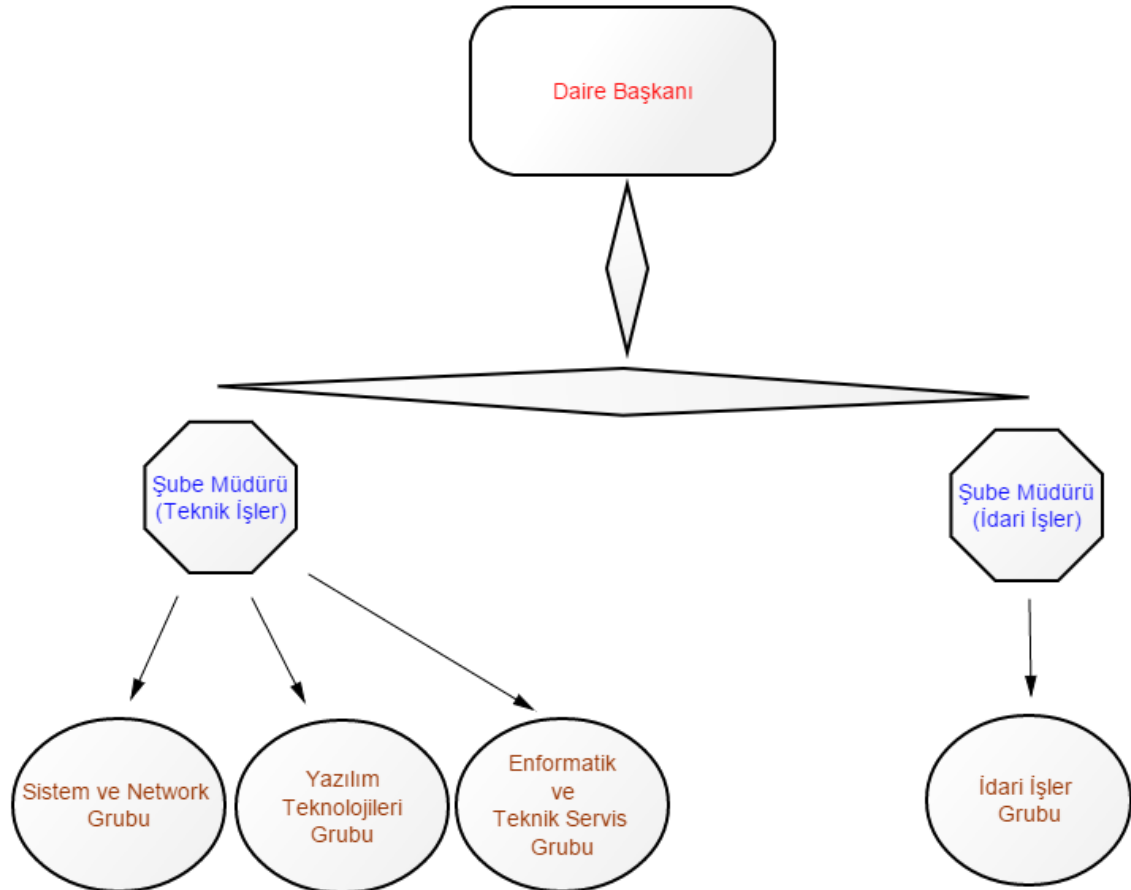 Daire Başkanı
Şube Müdürü
(Teknik İşler)
Şube Müdürü
(İdari İşler)
Sistem ve Network
Grubu
Yazılım
Teknolojileri
Grubu
Enformatik
ve
Teknik Servis
Grubu
İdari İşler
Grubu